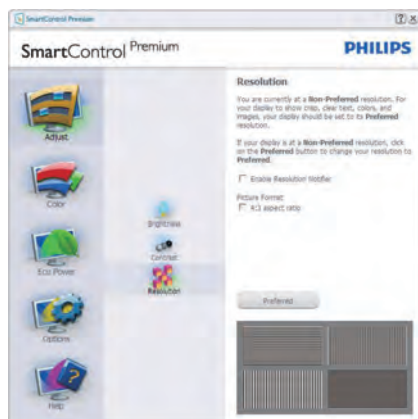 SmartControl Premium
SmartControl Premium
PHILIPS
Adjust
Color
Eco Power
Options
Help
Brightness
Contrast
Resolution
Resolution
You are currently at a Non-Preferred resolution. For
your display to show crisp, clear text, colors, and
images, your display should be set to its Preferred
resolution.
If your display is at a Non-Preferred resolution, click
on the Preferred button to change your resolution to
Preferred.
Enable Resolution Notifier
Picture Format
4:3 aspect ratio
Preferred